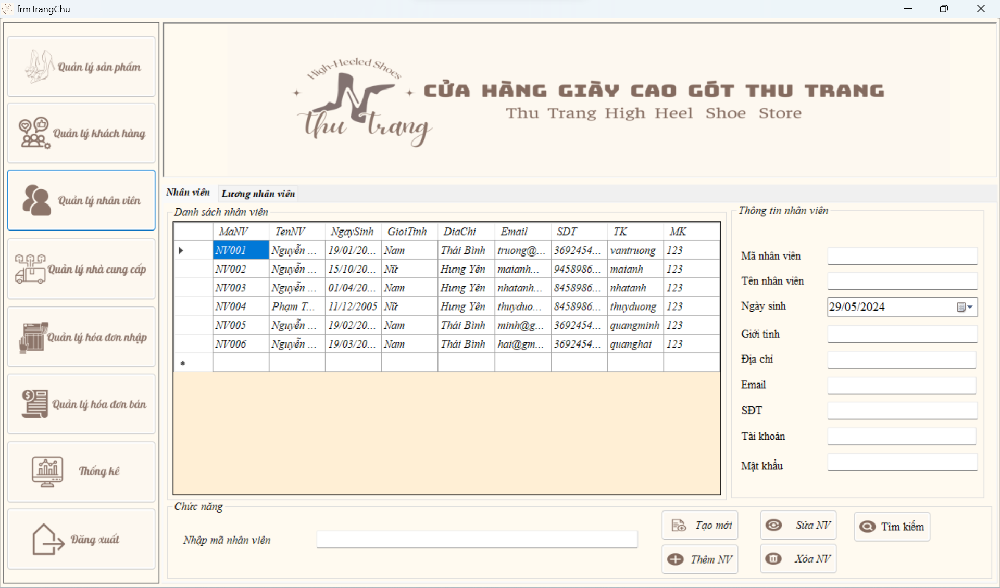 frmTrangChu
Quản lý sản phẩm
Quản lý khách hàng
Quản lý nhân viên
Quản lý nhà cung cấp
Quản lý hóa đơn nhập
Quản lý hóa đơn bán
Thống kê
Đăng xuất
High-Heeled Shoes
thu trang
CỬA HÀNG GIÀY CAO GÓT THU TRANG
Thu Trang High Heel Shoe Store
Nhân viên Lương nhân viên
Danh sách nhân viên
MaNV TenNV NgaySinh GioiTinh DiaChi Email SDT TK MK
NV001 Nguyễn ... 19/01/20... Nam Thái Bình truong@... 3692454... vantruong 123
NV002 Nguyễn ... 15/10/20... Nữ Hưng Yên maianh... 9458986... maianh 123
NV003 Nguyễn ... 01/04/20... Nam Hưng Yên nhatanh... 8458986... nhatanh 123
NV004 Phạm T... 11/12/2005 Nữ Hưng Yên thuyduo... 8458986... thuyduong 123
NV005 Nguyễn ... 19/02/20... Nam Thái Bình minh@g... 3692454... quangminh 123
NV006 Nguyễn ... 19/03/20... Nam Thái Bình hai@gm... 3692454... quanghai 123
Thông tin nhân viên
Mã nhân viên
Tên nhân viên
Ngày sinh 29/05/2024
Giới tính
Địa chỉ
Email
SĐT
Tài khoản
Mật khẩu
Chức năng
Nhập mã nhân viên
Tạo mới
Sửa NV
Tìm kiếm
Thêm NV
Xóa NV